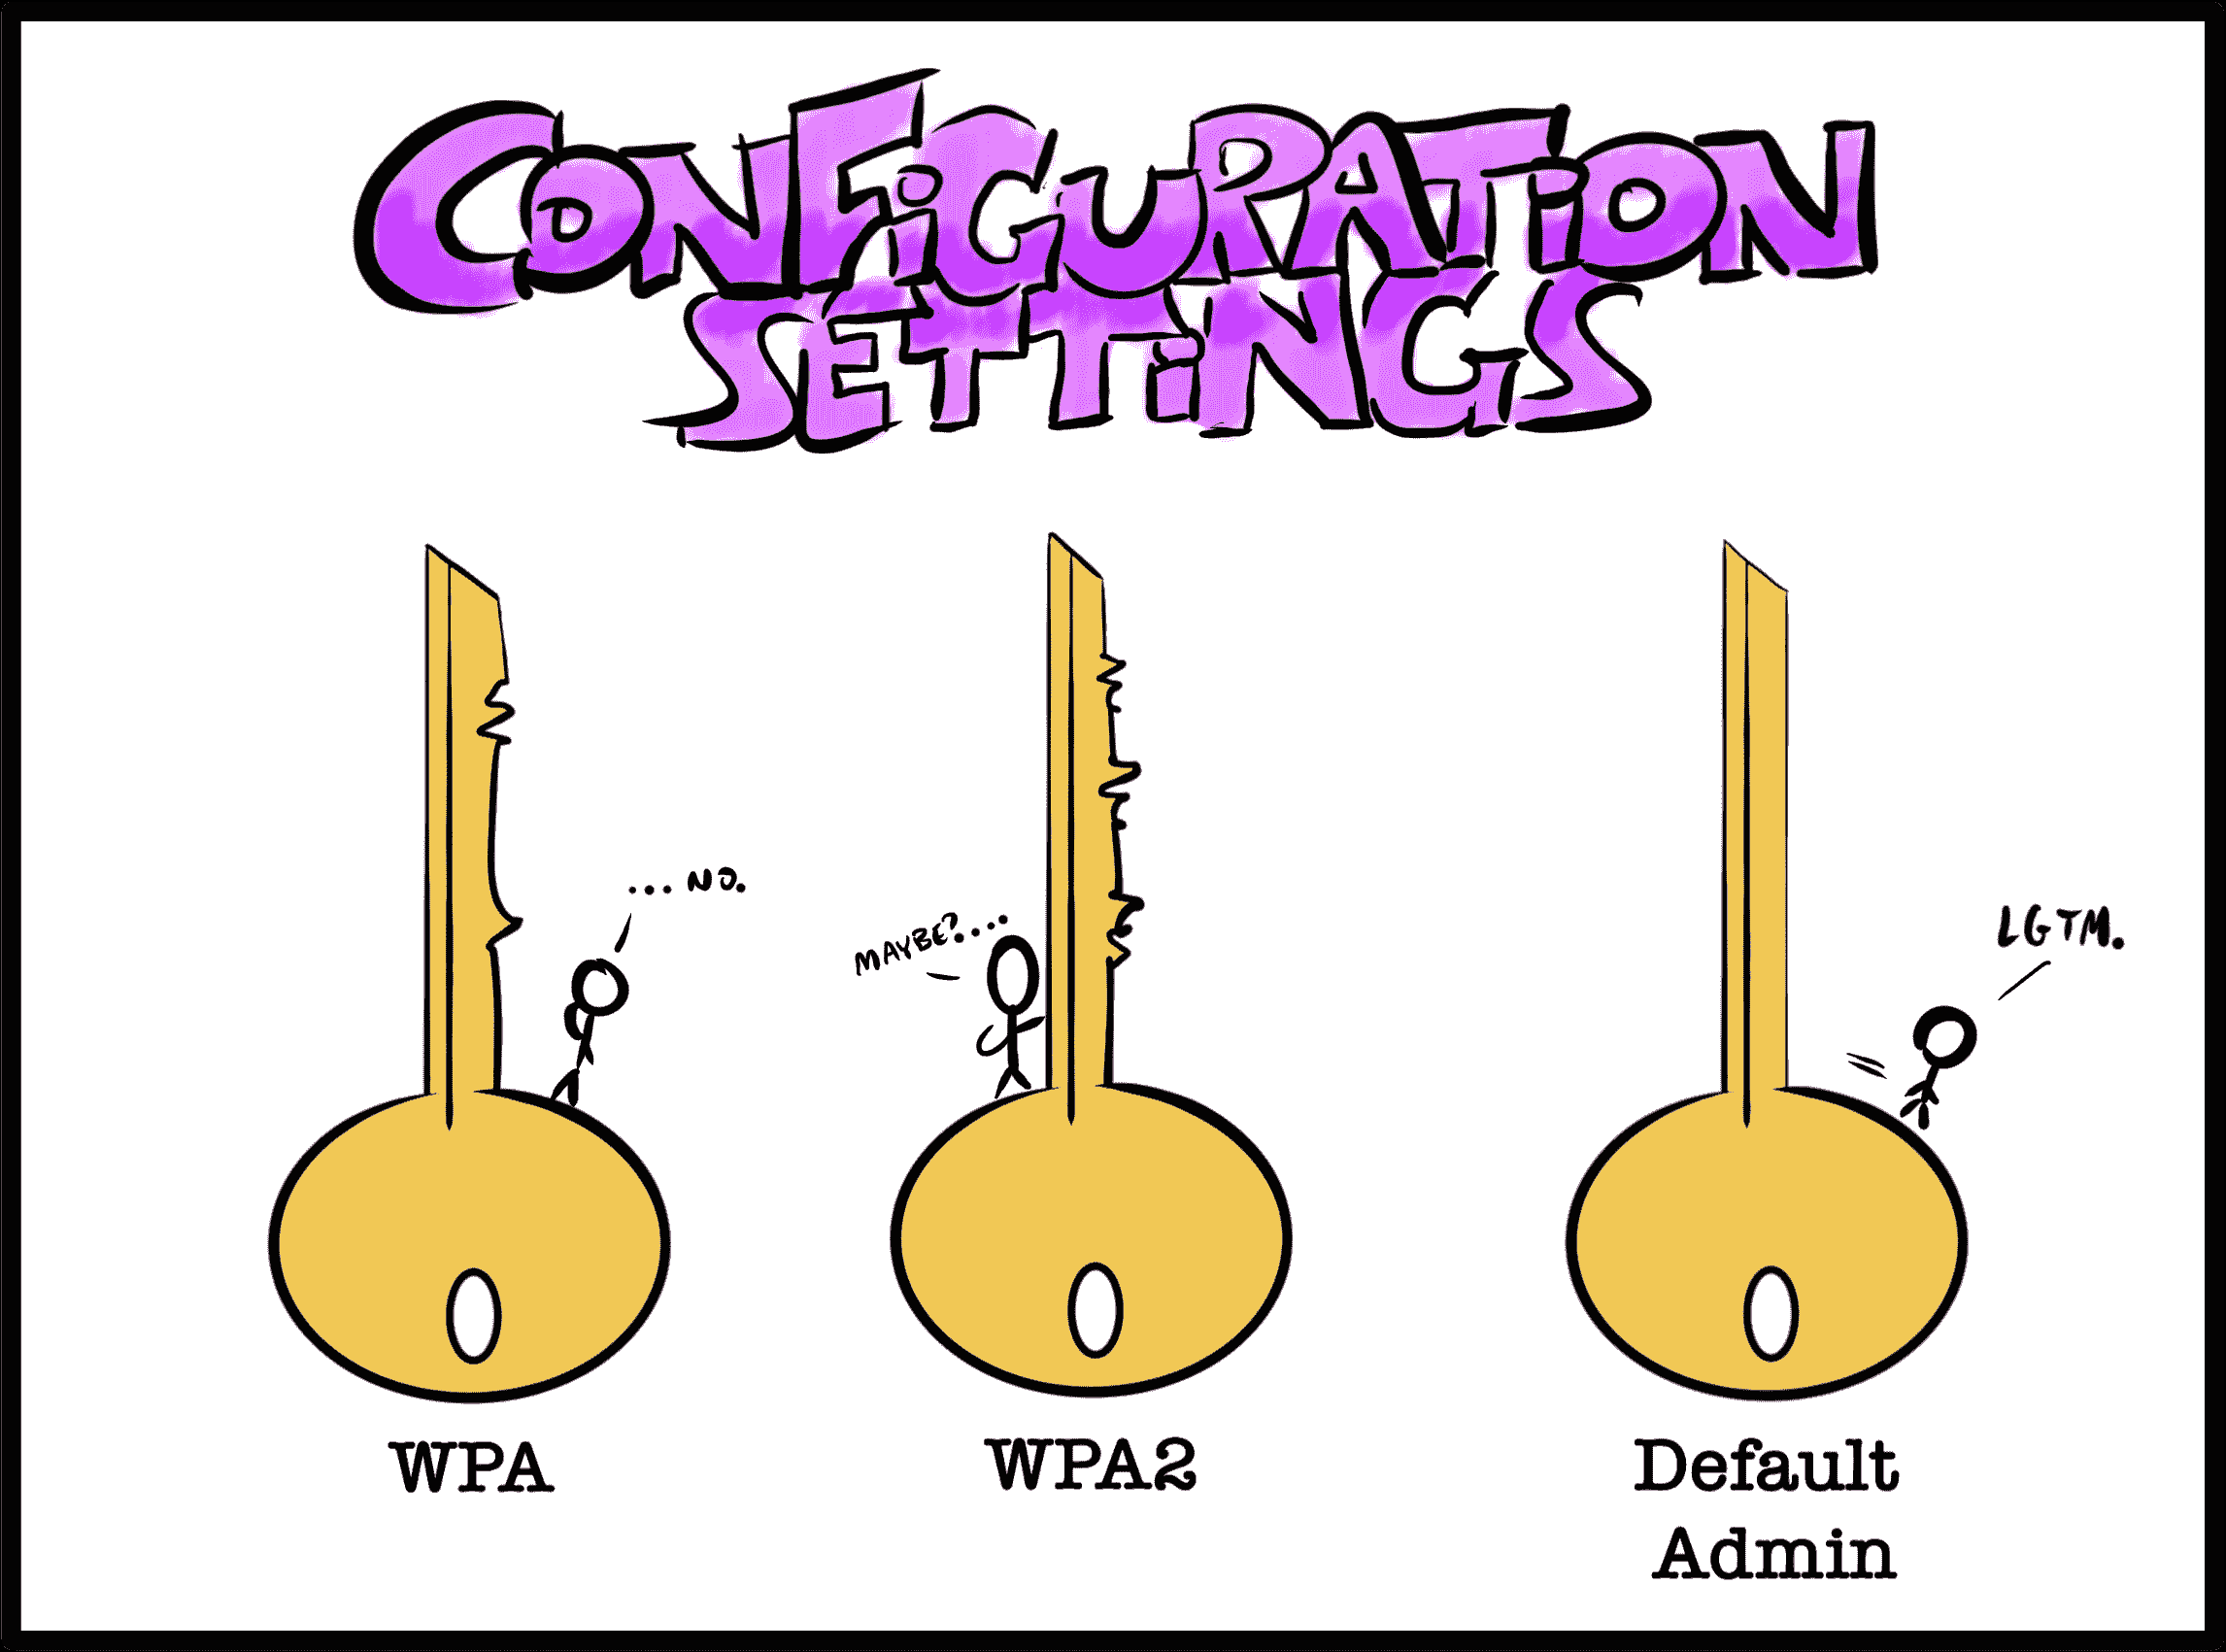 CONFiGURATiON
SETTiNGS
... NO.
MAYBE?....
LGTM.
WPA
WPA2
Default
Admin